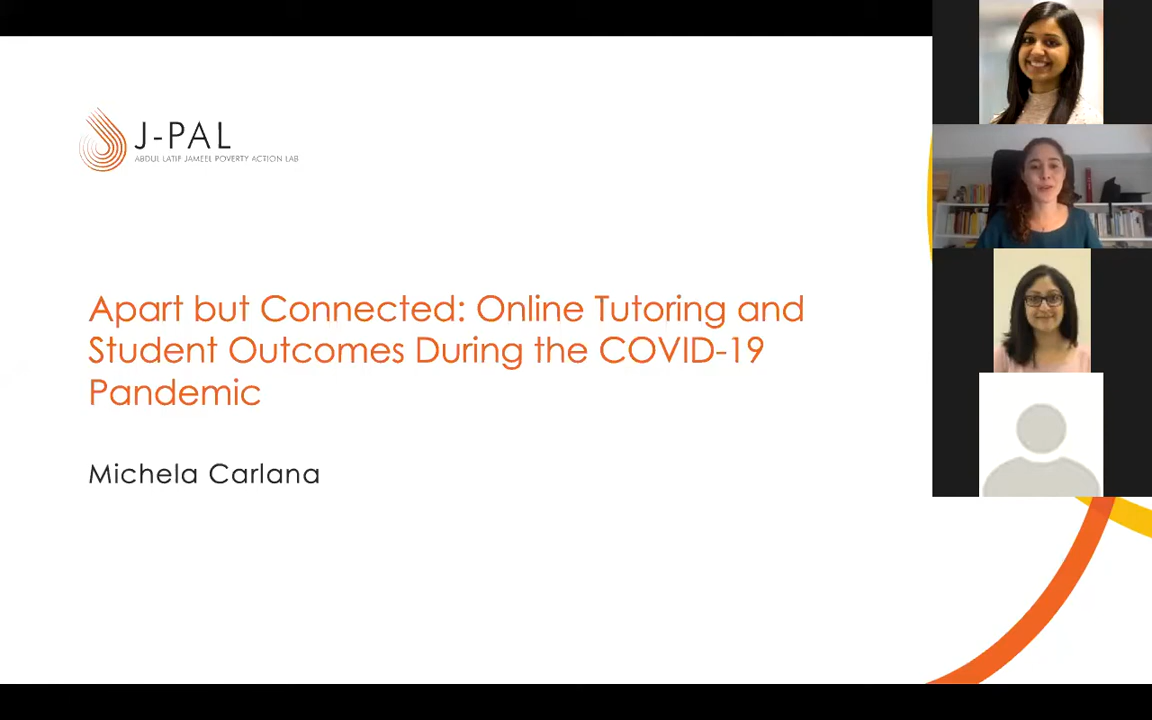 J-PAL
ABDUL LATIF JAMEEL POVERTY ACTION LAB
Apart but Connected: Online Tutoring and
Student Outcomes During the COVID-19
Pandemic
Michela Carlana